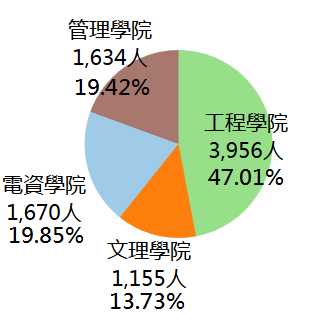 管理學院
1,634人
19.42%
工程學院
3,956人
47.01%
電資學院
1,670人
19.85%
文理學院
1,155人
13.73%